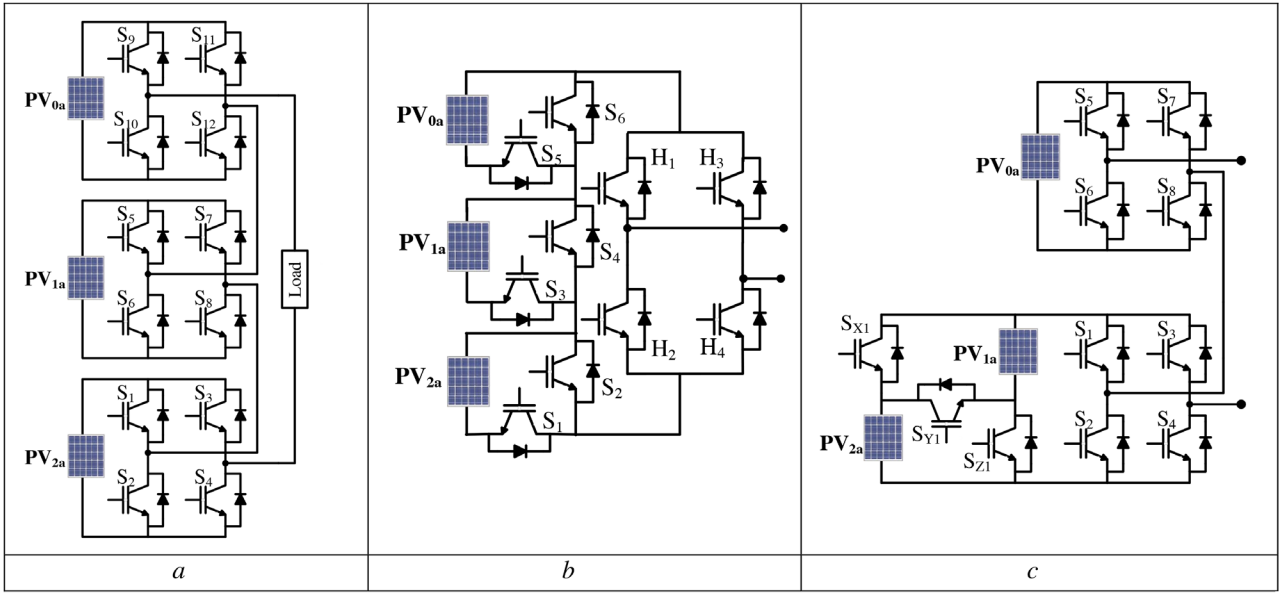 S9 S11
PV0a
S10 S12
S5 S7
PV1a
S6 S8
Load
S1 S3
PV2a
S2 S4
a
PV0a
S6
S5
H1 H3
PV1a
S4
S3
H2 H4
PV2a
S2
S1
b
S5 S7
PV0a
S6 S8
SX1
PV1a
S1 S3
SY1
PV2a
SZ1
S2 S4
c